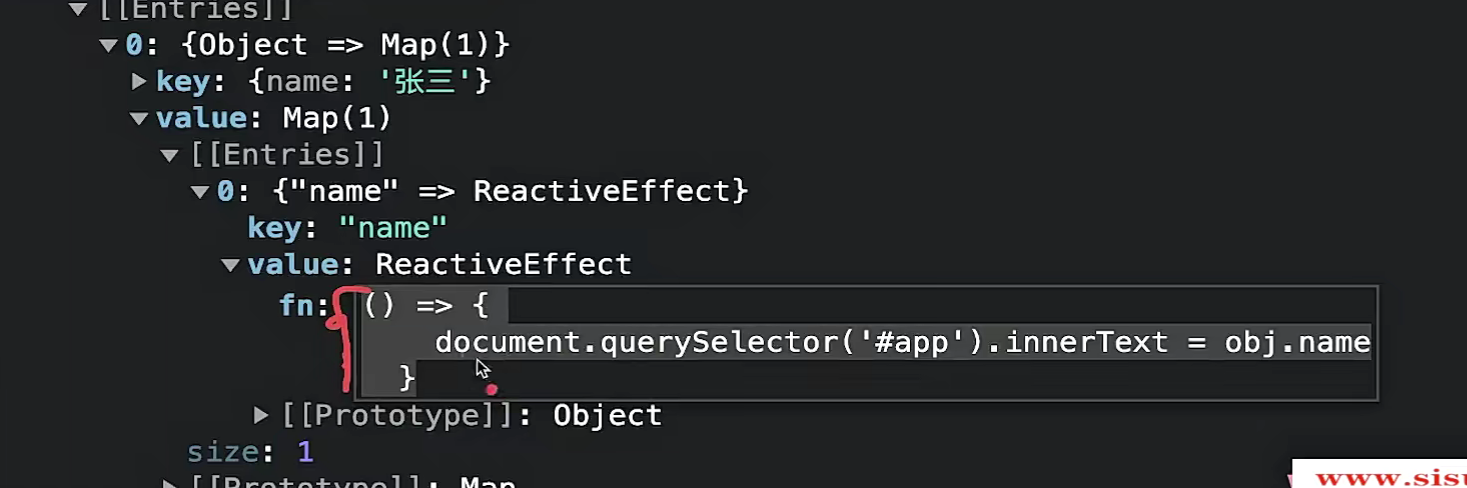 ▼ [[Entries]]
▼ 0: {Object => Map(1)}
▶ key: {name: '张三'}
▼ value: Map(1)
▼ [[Entries]]
▼ 0: {"name" => ReactiveEffect}
key: "name"
▼ value: ReactiveEffect
fn: () => {
document.querySelector('#app').innerText = obj.name
}
▶ [[Prototype]]: Object
size: 1
▶ [[Prototype]]: Map
www.sis